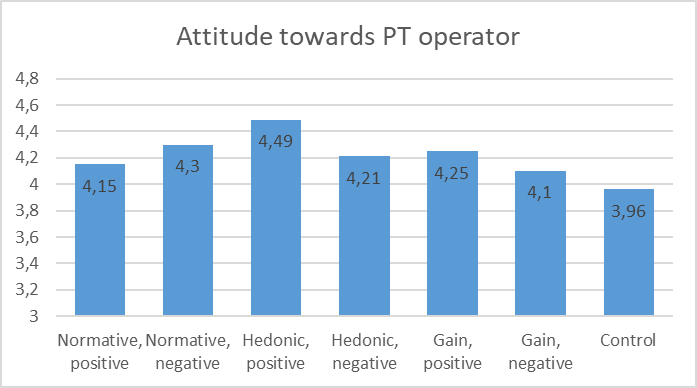 Attitude towards PT operator
4,8
4,6
4,4
4,2
4
3,8
3,6
3,4
3,2
3
4,15
4,3
4,49
4,21
4,25
4,1
3,96
Normative, positive
Normative, negative
Hedonic, positive
Hedonic, negative
Gain, positive
Gain, negative
Control